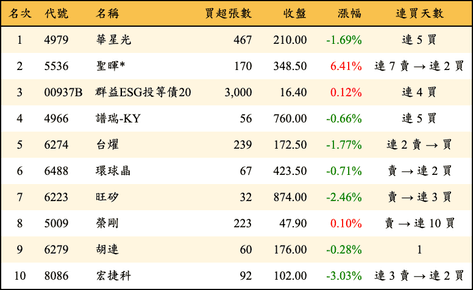 名次 代號 名稱 買超張數 收盤 漲幅 連買天數
1 4979 華星光 467 210.00 -1.69% 連 5 買
2 5536 聖暉* 170 348.50 6.41% 連 7 賣 → 連 2 買
3 00937B 群益ESG投等債20 3,000 16.40 0.12% 連 4 買
4 4966 譜瑞-KY 56 760.00 -0.66% 連 5 買
5 6274 台燿 239 172.50 -1.77% 連 2 賣 → 買
6 6488 環球晶 67 423.50 -0.71% 賣 → 連 2 買
7 6223 旺矽 32 874.00 -2.46% 賣 → 連 3 買
8 5009 榮剛 223 47.90 0.10% 賣 → 連 10 買
9 6279 胡連 60 176.00 -0.28% 1
10 8086 宏捷科 92 102.00 -3.03% 連 3 賣 → 連 2 買